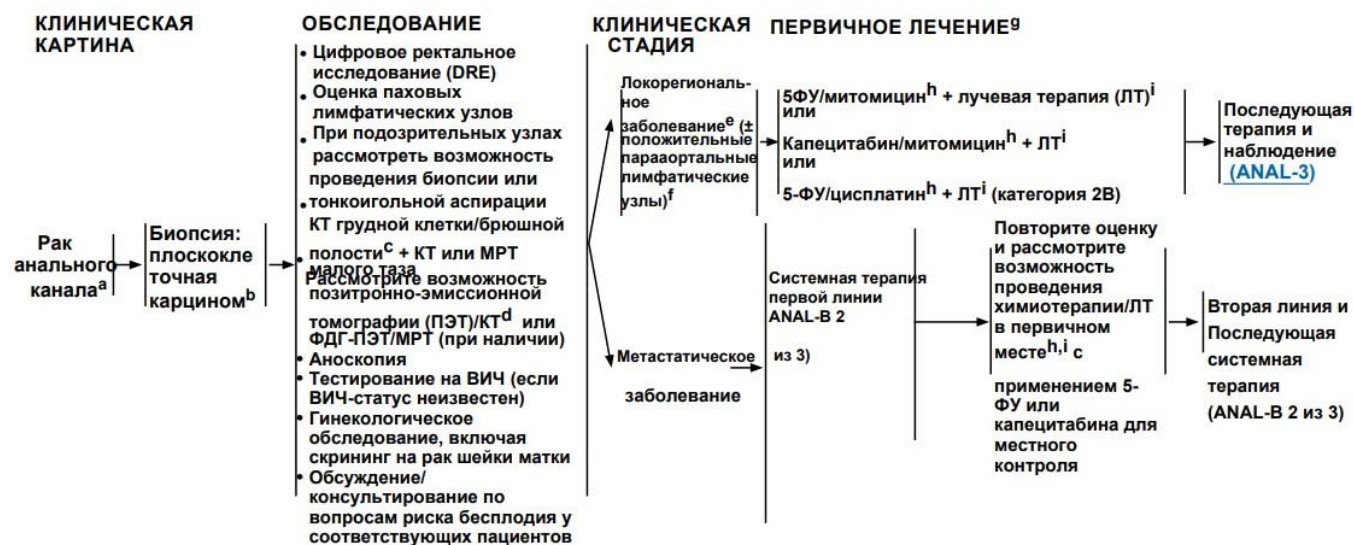 КЛИНИЧЕСКАЯ
КАРТИНА
ОБСЛЕДОВАНИЕ
КЛИНИЧЕСКАЯ
СТАДИЯ
ПЕРВИЧНОЕ ЛЕЧЕНИЕg
Рак
анального
каналаa
Биопсия:
плоскокле
точная
карциномb
• Цифровое ректальное
исследование (DRE)
• Оценка паховых
лимфатических узлов
• При подозрительных узлах
рассмотреть возможность
проведения биопсии или
• тонкоигольной аспирации
КТ грудной клетки/брюшной
• полостиc + КТ или МРТ
малого таза
Рассмотрите возможность
позитронно-эмиссионной
томографии (ПЭТ)/КТd или
ФДГ-ПЭТ/МРТ (при наличии)
• Аноскопия
• Тестирование на ВИЧ (если
ВИЧ-статус неизвестен)
• Гинекологическое
обследование, включая
скрининг на рак шейки матки
• Обсуждение/
консультирование по
вопросам риска бесплодия у
соответствующих пациентов
Локорегиональ-
ное
заболеваниеe (±
положительные
парааортальные
лимфатические
узлы)f
5ФУ/митомицинh + лучевая терапия (ЛТ)i
или
Капецитабин/митомицинh + ЛТi
или
5-ФУ/цисплатинh + ЛТi (категория 2B)
Последующая
терапия и
наблюдение
(ANAL-3)
Метастатическое
заболевание
Системная терапия
первой линии
ANAL-B 2
из 3)
Повторите оценку
и рассмотрите
возможность
проведения
химиотерапии/ЛТ
в первичном
местеh,i с
применением 5-
ФУ или
капецитабина для
местного
контроля
Вторая линия и
Последующая
системная
терапия
(ANAL-B 2 из 3)